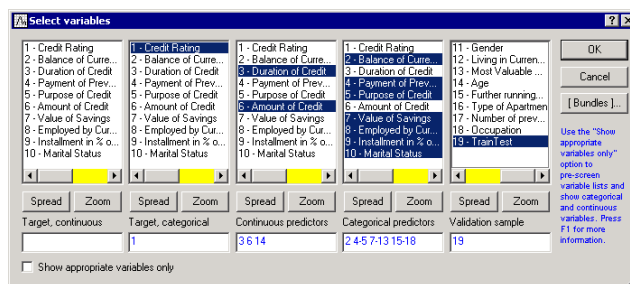 Select variables
1 - Credit Rating
2 - Balance of Curre...
3 - Duration of Credit
4 - Payment of Prev...
5 - Purpose of Credit
6 - Amount of Credit
7 - Value of Savings
8 - Employed by Cur...
9 - Installment in % o...
10 - Marital Status
1 - Credit Rating
2 - Balance of Curre...
3 - Duration of Credit
4 - Payment of Prev...
5 - Purpose of Credit
6 - Amount of Credit
7 - Value of Savings
8 - Employed by Cur...
9 - Installment in % o...
10 - Marital Status
1 - Credit Rating
2 - Balance of Curre...
3 - Duration of Credit
4 - Payment of Prev...
5 - Purpose of Credit
6 - Amount of Credit
7 - Value of Savings
8 - Employed by Cur...
9 - Installment in % o...
10 - Marital Status
1 - Credit Rating
2 - Balance of Curre...
3 - Duration of Credit
4 - Payment of Prev...
5 - Purpose of Credit
6 - Amount of Credit
7 - Value of Savings
8 - Employed by Cur...
9 - Installment in % o...
10 - Marital Status
11 - Gender
12 - Living in Curren...
13 - Most Valuable ...
14 - Age
15 - Further running...
16 - Type of Apartmen
17 - Number of prev...
18 - Occupation
19 - TrainTest
OK
Cancel
[ Bundles ]...
Use the "Show
appropriate
variables only"
option to
pre-screen
variable lists and
show categorical
and continuous
variables. Press
F1 for more
information.
Spread Zoom Spread Zoom Spread Zoom Spread Zoom Spread Zoom
Target, continuous Target, categorical Continuous predictors Categorical predictors Validation sample
1 3 6 14 2 4-5 7-13 15-18 19
Show appropriate variables only